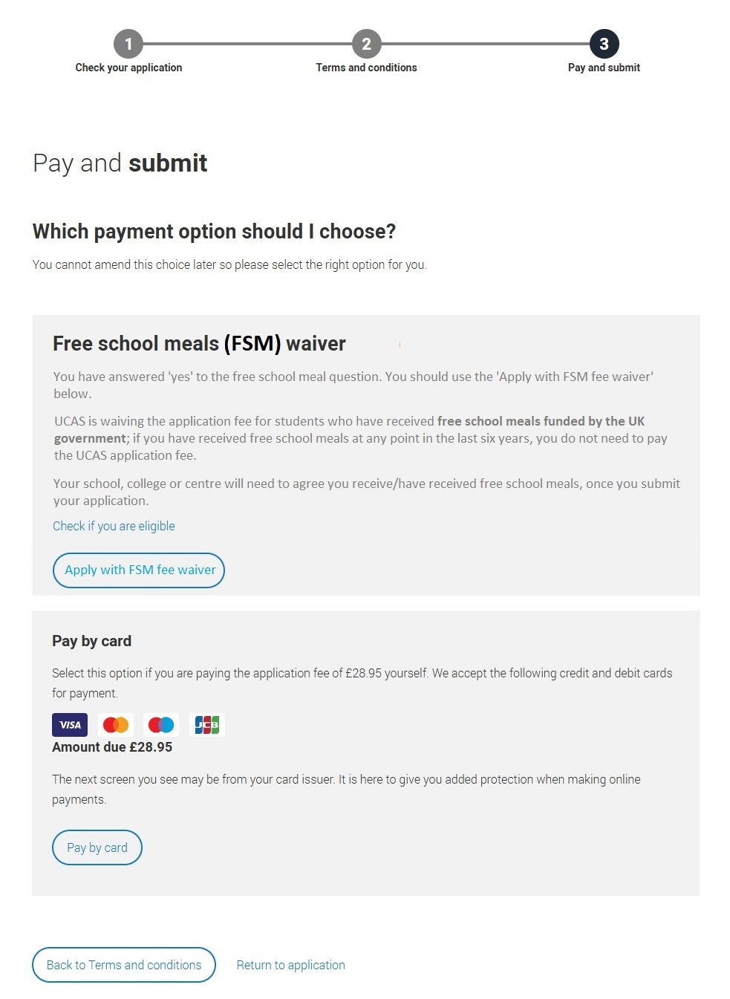 1
2
3
Check your application
Terms and conditions
Pay and submit
Pay and submit
Which payment option should I choose?
You cannot amend this choice later so please select the right option for you.
Free school meals (FSM) waiver
You have answered 'yes' to the free school meal question. You should use the 'Apply with FSM fee waiver'
below.
UCAS is waiving the application fee for students who have received free school meals funded by the UK
government; if you have received free school meals at any point in the last six years, you do not need to pay
the UCAS application fee.
Your school, college or centre will need to agree you receive/have received free school meals, once you submit
your application.
Check if you are eligible
Apply with FSM fee waiver
Pay by card
Select this option if you are paying the application fee of £28.95 yourself. We accept the following credit and debit cards
for payment.
VISA
JCB
Amount due £28.95
The next screen you see may be from your card issuer. It is here to give you added protection when making online
payments.
Pay by card
Back to Terms and conditions
Return to application